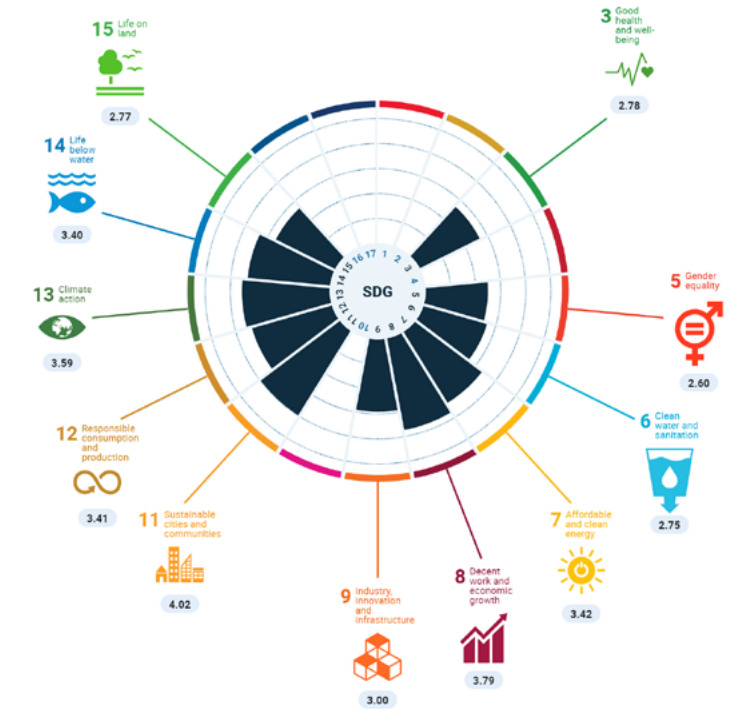 15 Life on
land
2.77
3 Good
health
and well-
being
2.78
14 Life
below
water
3.40
13 Climate
action
3.59
5 Gender
equality
2.60
SDG
1
2
3
4
5
6
7
8
9
10
11
12
13
14
15
16
17
12 Responsible
consumption
and
production
3.41
6 Clean
water and
sanitation
2.75
11 Sustainable
cities and
communities
4.02
7 Affordable
and clean
energy
3.42
9 Industry,
innovation
and
infrastructure
3.00
8 Decent
work and
economic
growth
3.79